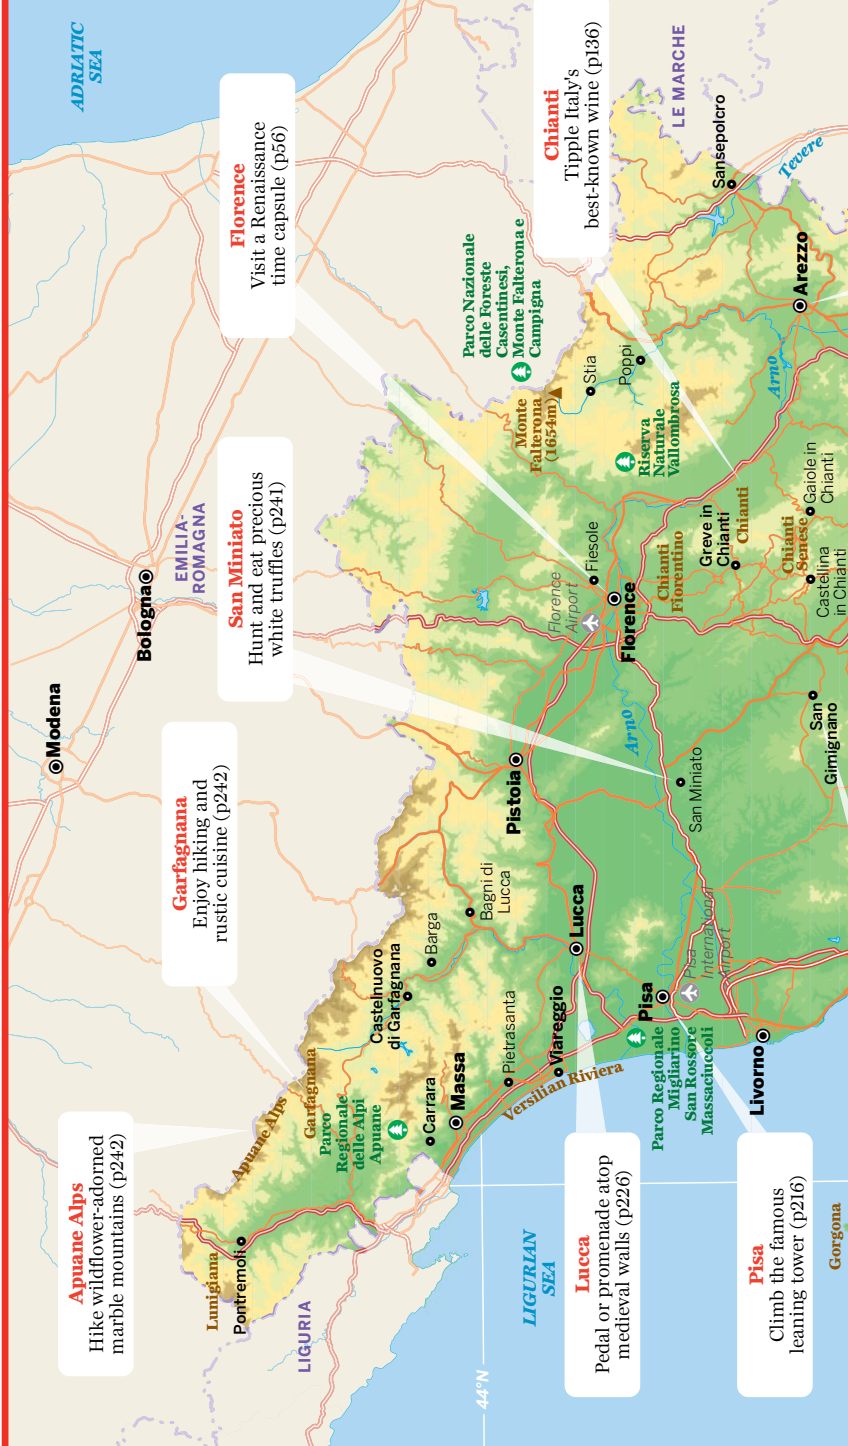 Apuane Alps
Hike wildflower-adorned
marble mountains (p242)
Garfagnana
Enjoy hiking and
rustic cuisine (p242)
San Miniato
Hunt and eat precious
white truffles (p241)
Florence
Visit a Renaissance
time capsule (p56)
Chianti
Tipple Italy's
best-known wine (p136)
Lucca
Pedal or promenade atop
medieval walls (p226)
Pisa
Climb the famous
leaning tower (p216)
ADRIATIC
SEA
Modena
Bologna
EMILIA-
ROMAGNA
LE MARCHE
LIGURIA
LIGURIAN
SEA
44°N
Lunigiana
Pontremoli
Apuane Alps
Garfagnana
Parco
Regionale
delle Alpi
Apuane
Castelnuovo
di Garfagnana
Barga
Bagni di
Lucca
Carrara
Massa
Pietrasanta
Viareggio
Versilian Riviera
Lucca
Pistoia
Pisa
Pisa
International
Airport
Parco Regionale
Migliarino
San Rossore
Massaciuccoli
Livorno
Gorgona
San Miniato
Arno
Florence
Airport
Florence
Fiesole
Chianti
Fiorentino
Greve in
Chianti
Chianti
Chianti
Senese
Gaiole in
Chianti
Castellina
in Chianti
San
Gimignano
Parco Nazionale
delle Foreste
Casentinesi,
Monte Falterona e
Campigna
Monte
Falterona
(1654m)
Stia
Poppi
Riserva
Naturale
Vallombrosa
Arno
Arezzo
Sansepolcro
Tevere